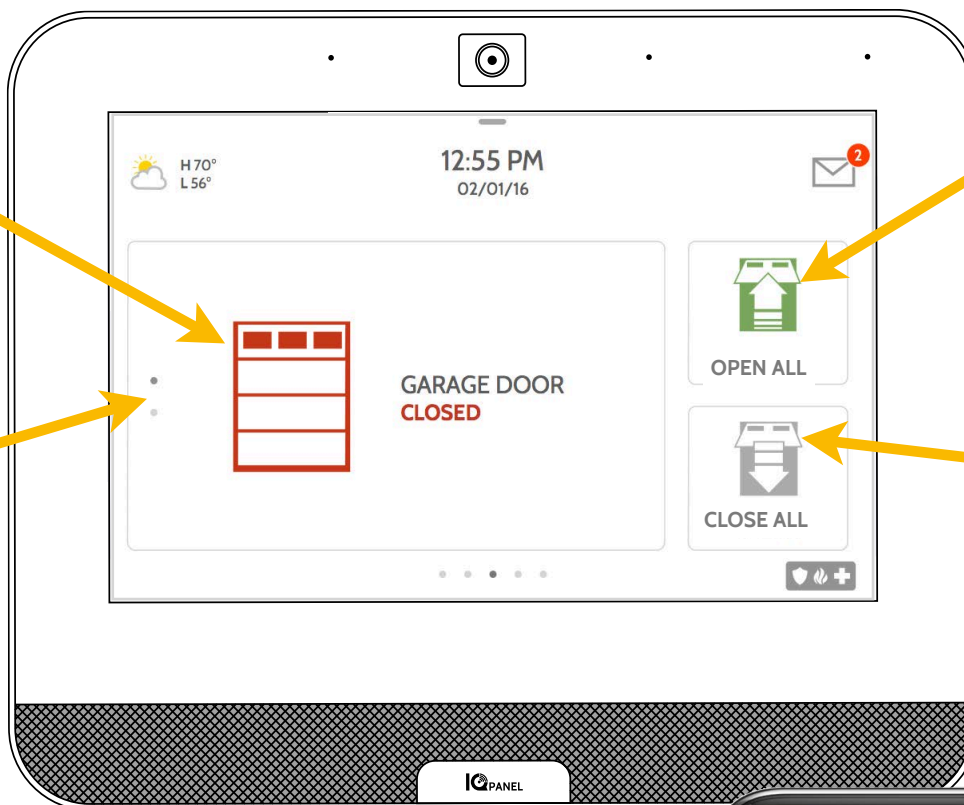 H 70°
L 56°
12:55 PM
02/01/16
2
GARAGE DOOR
CLOSED
OPEN ALL
CLOSE ALL
IQ PANEL